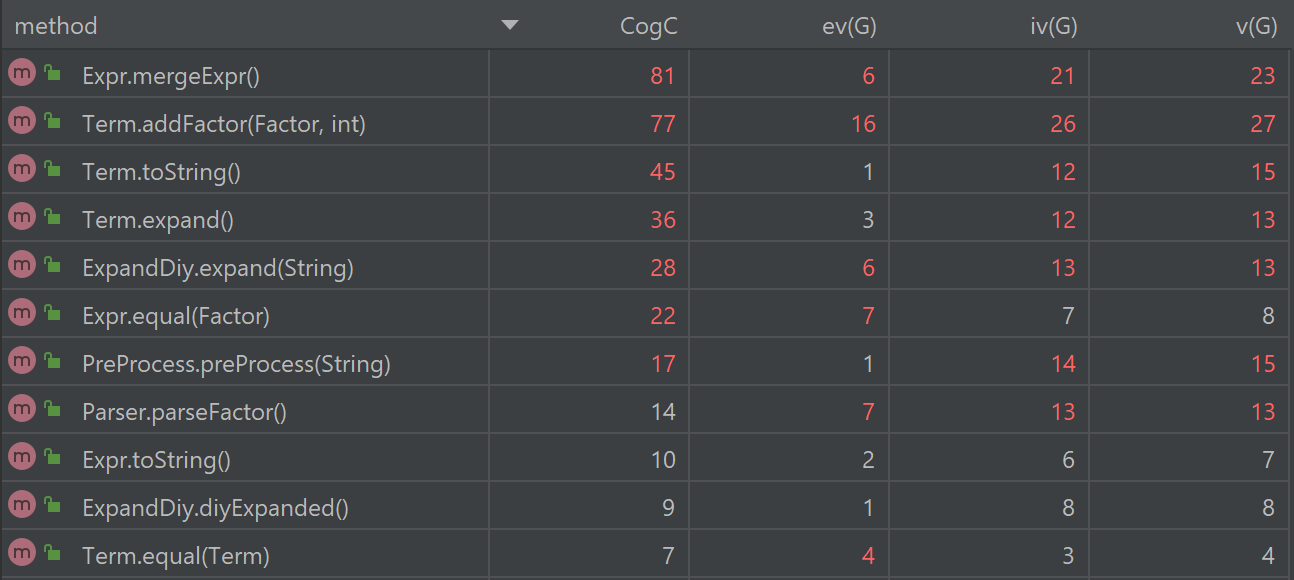 method CogC ev(G) iv(G) v(G)
m Expr.mergeExpr() 81 6 21 23
m Term.addFactor(Factor, int) 77 16 26 27
m Term.toString() 45 1 12 15
m Term.expand() 36 3 12 13
m ExpandDiy.expand(String) 28 6 13 13
m Expr.equal(Factor) 22 7 7 8
m PreProcess.preProcess(String) 17 1 14 15
m Parser.parseFactor() 14 7 13 13
m Expr.toString() 10 2 6 7
m ExpandDiy.diyExpanded() 9 1 8 8
m Term.equal(Term) 7 4 3 4